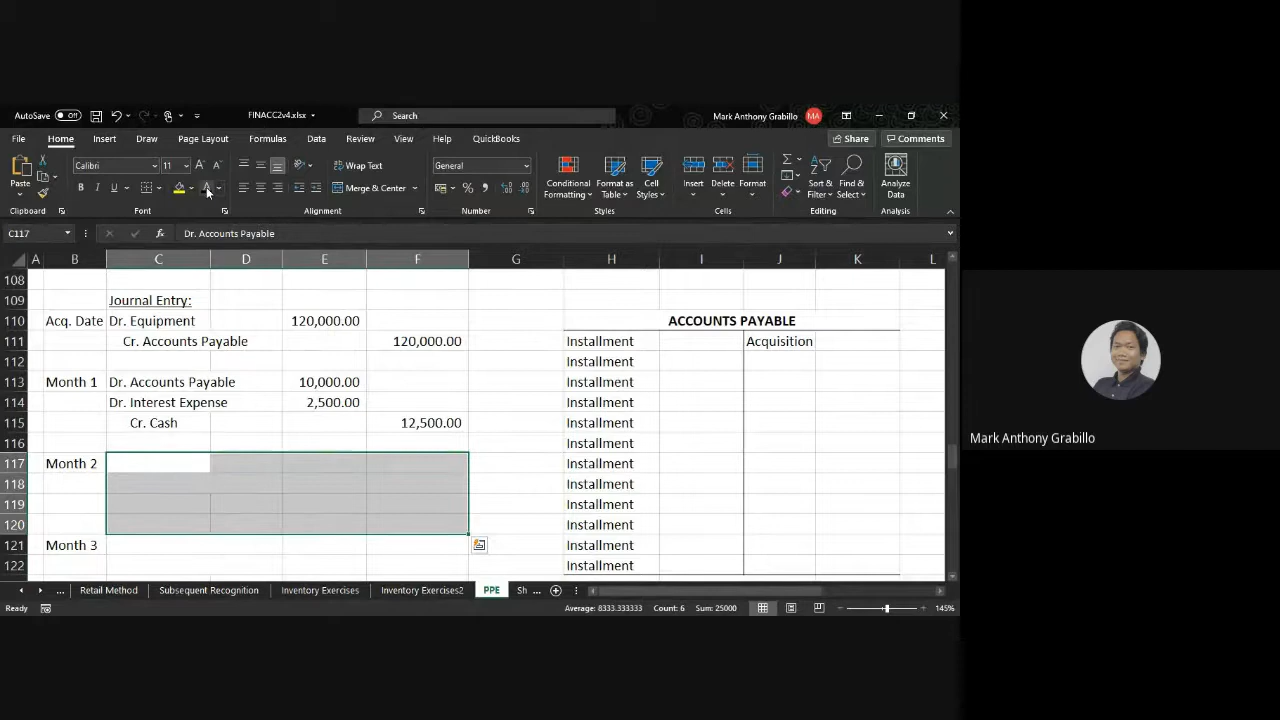 AutoSave Off FINACC2v4.xlsx Search Mark Anthony Grabillo MA
File Home Insert Draw Page Layout Formulas Data Review View Help QuickBooks Share Comments
Paste Calibri 11 Wrap Text General Conditional Formatting Format as Table Cell Styles Insert Delete Format Sort & Filter Find & Select Analyze Data
B I U A Merge & Center $ % ,
Clipboard Font Alignment Number Styles Cells Editing Analysis
C117 fx Dr. Accounts Payable
A B C D E F G H I J K L
108
109 Journal Entry:
110 Acq. Date Dr. Equipment 120,000.00 ACCOUNTS PAYABLE
111 Cr. Accounts Payable 120,000.00 Installment Acquisition
112 Installment
113 Month 1 Dr. Accounts Payable 10,000.00 Installment
114 Dr. Interest Expense 2,500.00 Installment
115 Cr. Cash 12,500.00 Installment
116 Installment
117 Month 2 Installment
118 Installment
119 Installment
120 Installment
121 Month 3 Installment
122 Installment
... Retail Method Subsequent Recognition Inventory Exercises Inventory Exercises2 PPE Sh ...
Ready Average: 8333.333333 Count: 6 Sum: 25000 145%
Mark Anthony Grabillo